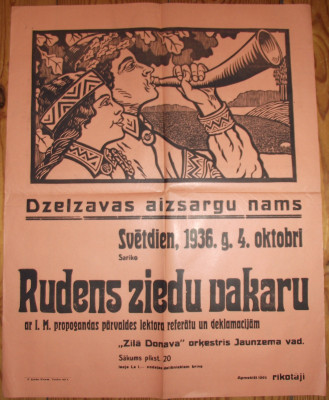 Dzelzavas aizsargu nams
Svētdien, 1936. g. 4. oktobrī
Sarīko
Rudens ziedu vakaru
ar I. M. propogandas pārvaldes lektora referātu un deklamacijām
„Zilā Donava" orķestris Jaunzema vad.
Sākums plkst. 20
rīkotāji